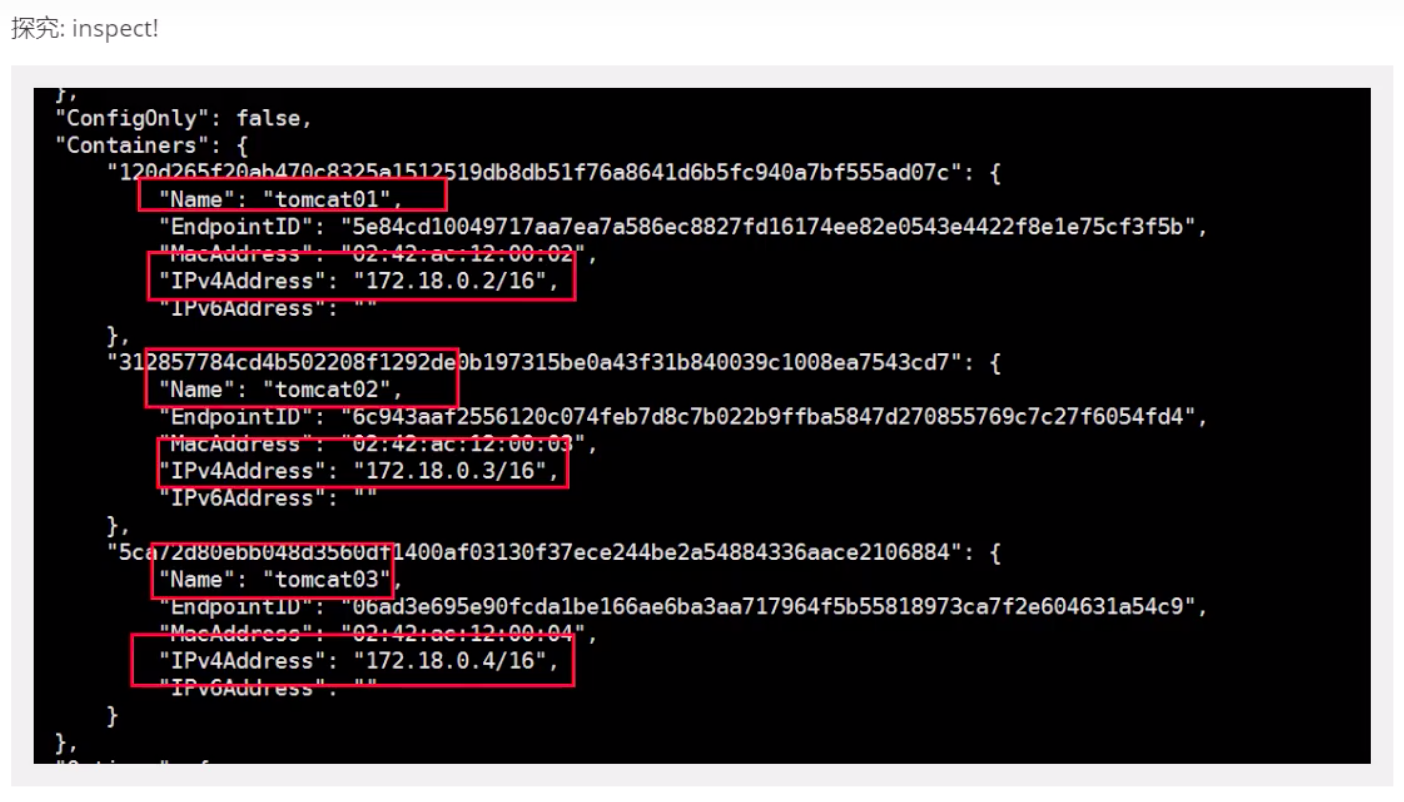 探究: inspect!
},
"ConfigOnly": false,
"Containers": {
"120d265f20ab470c8325a1512519db8db51f76a8641d6b5fc940a7bf555ad07c": {
"Name": "tomcat01",
"EndpointID": "5e84cd10049717aa7ea7a586ec8827fd16174ee82e0543e4422f8e1e75cf3f5b",
"MacAddress": "02:42:ac:12:00:02",
"IPv4Address": "172.18.0.2/16",
"IPv6Address": ""
},
"312857784cd4b502208f1292de0b197315be0a43f31b840039c1008ea7543cd7": {
"Name": "tomcat02",
"EndpointID": "6c943aaf2556120c074feb7d8c7b022b9ffba5847d270855769c7c27f6054fd4",
"MacAddress": "02:42:ac:12:00:03",
"IPv4Address": "172.18.0.3/16",
"IPv6Address": ""
},
"5ca72d80ebb048d3560df1400af03130f37ece244be2a54884336aace2106884": {
"Name": "tomcat03",
"EndpointID": "06ad3e695e90fcda1be166ae6ba3aa717964f5b55818973ca7f2e604631a54c9",
"MacAddress": "02:42:ac:12:00:04",
"IPv4Address": "172.18.0.4/16",
"IPv6Address": ""
}
},